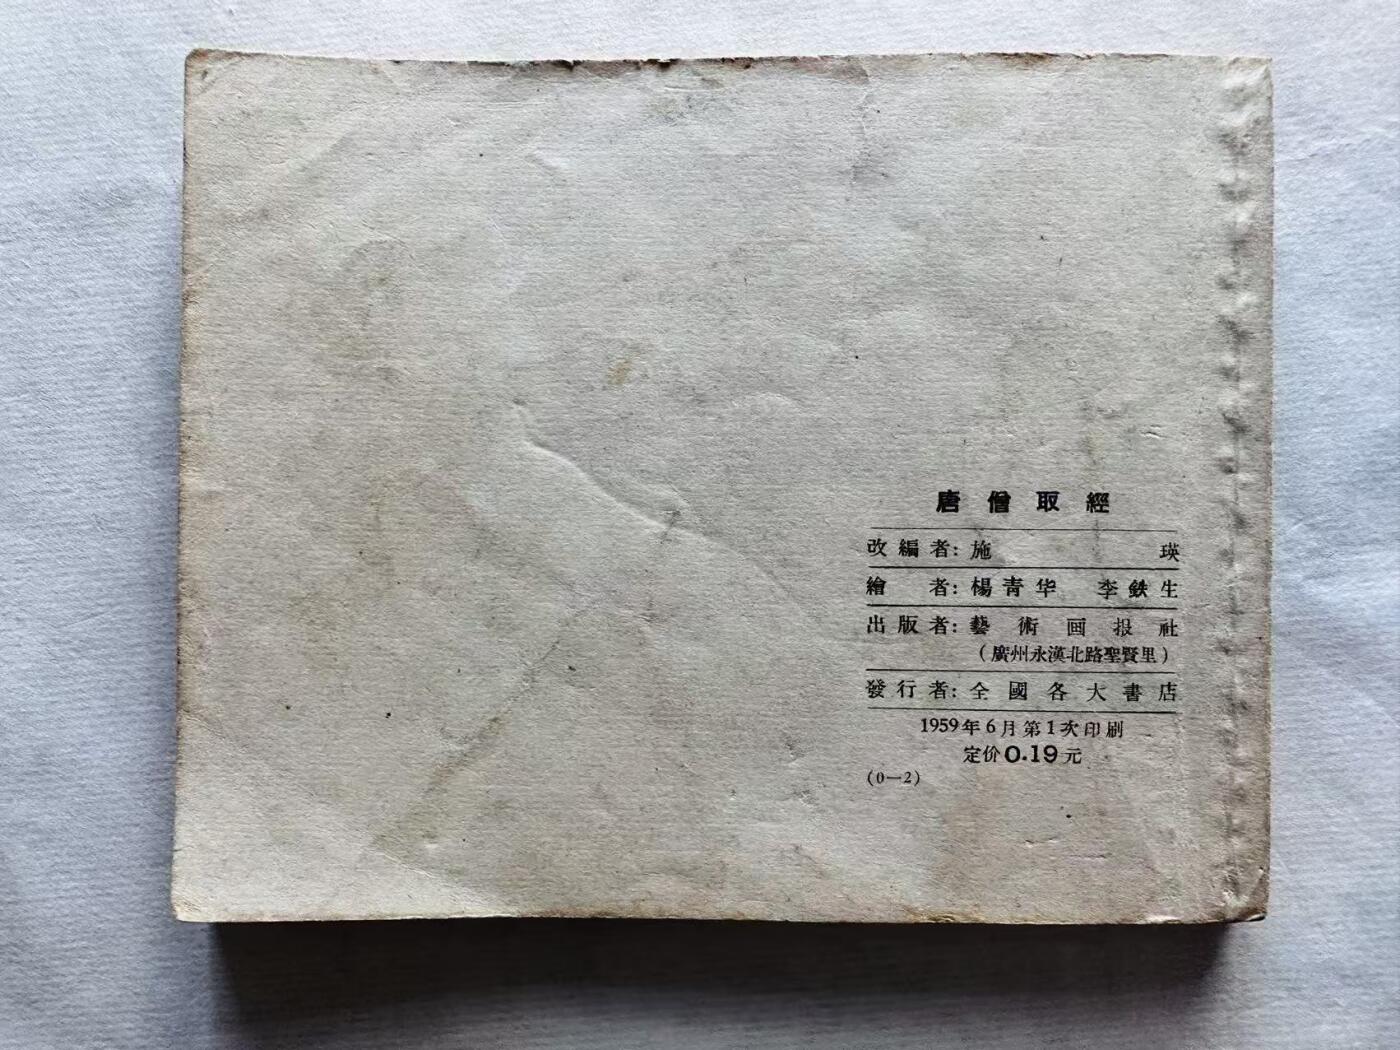 唐僧取經
改編者：施瑛
繪者：楊青华 李鉄生
出版者：藝術画报社
（廣州永漢北路聖賢里）
發行者：全國各大書店
1959年6月第1次印刷
定价0.19元
(0—2)